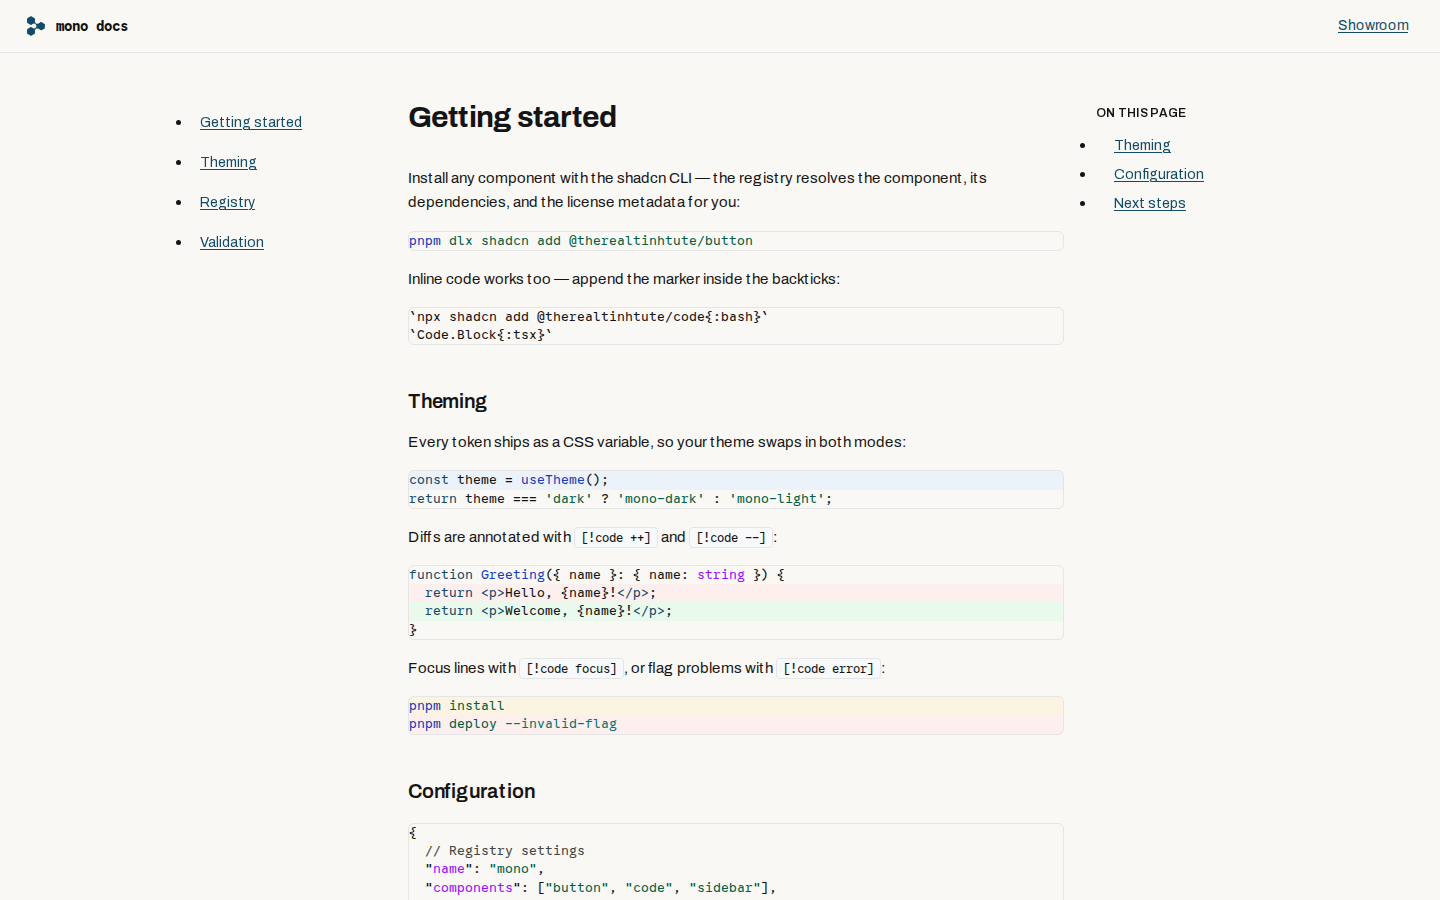 mono docs
Showroom
Getting started
Theming
Registry
Validation
Getting started
Install any component with the shadcn CLI — the registry resolves the component, its
dependencies, and the license metadata for you:
pnpm dlx shadcn add @therealtinhtute/button
Inline code works too — append the marker inside the backticks:
`npx shadcn add @therealtinhtute/code{:bash}`
`Code.Block{:tsx}`
Theming
Every token ships as a CSS variable, so your theme swaps in both modes:
const theme = useTheme();
return theme === 'dark' ? 'mono-dark' : 'mono-light';
Diffs are annotated with [!code ++] and [!code --]:
function Greeting({ name }: { name: string }) {
  return <p>Hello, {name}!</p>;
  return <p>Welcome, {name}!</p>;
}
Focus lines with [!code focus], or flag problems with [!code error]:
pnpm install
pnpm deploy --invalid-flag
Configuration
{
  // Registry settings
  "name": "mono",
  "components": ["button", "code", "sidebar"],
ON THIS PAGE
Theming
Configuration
Next steps